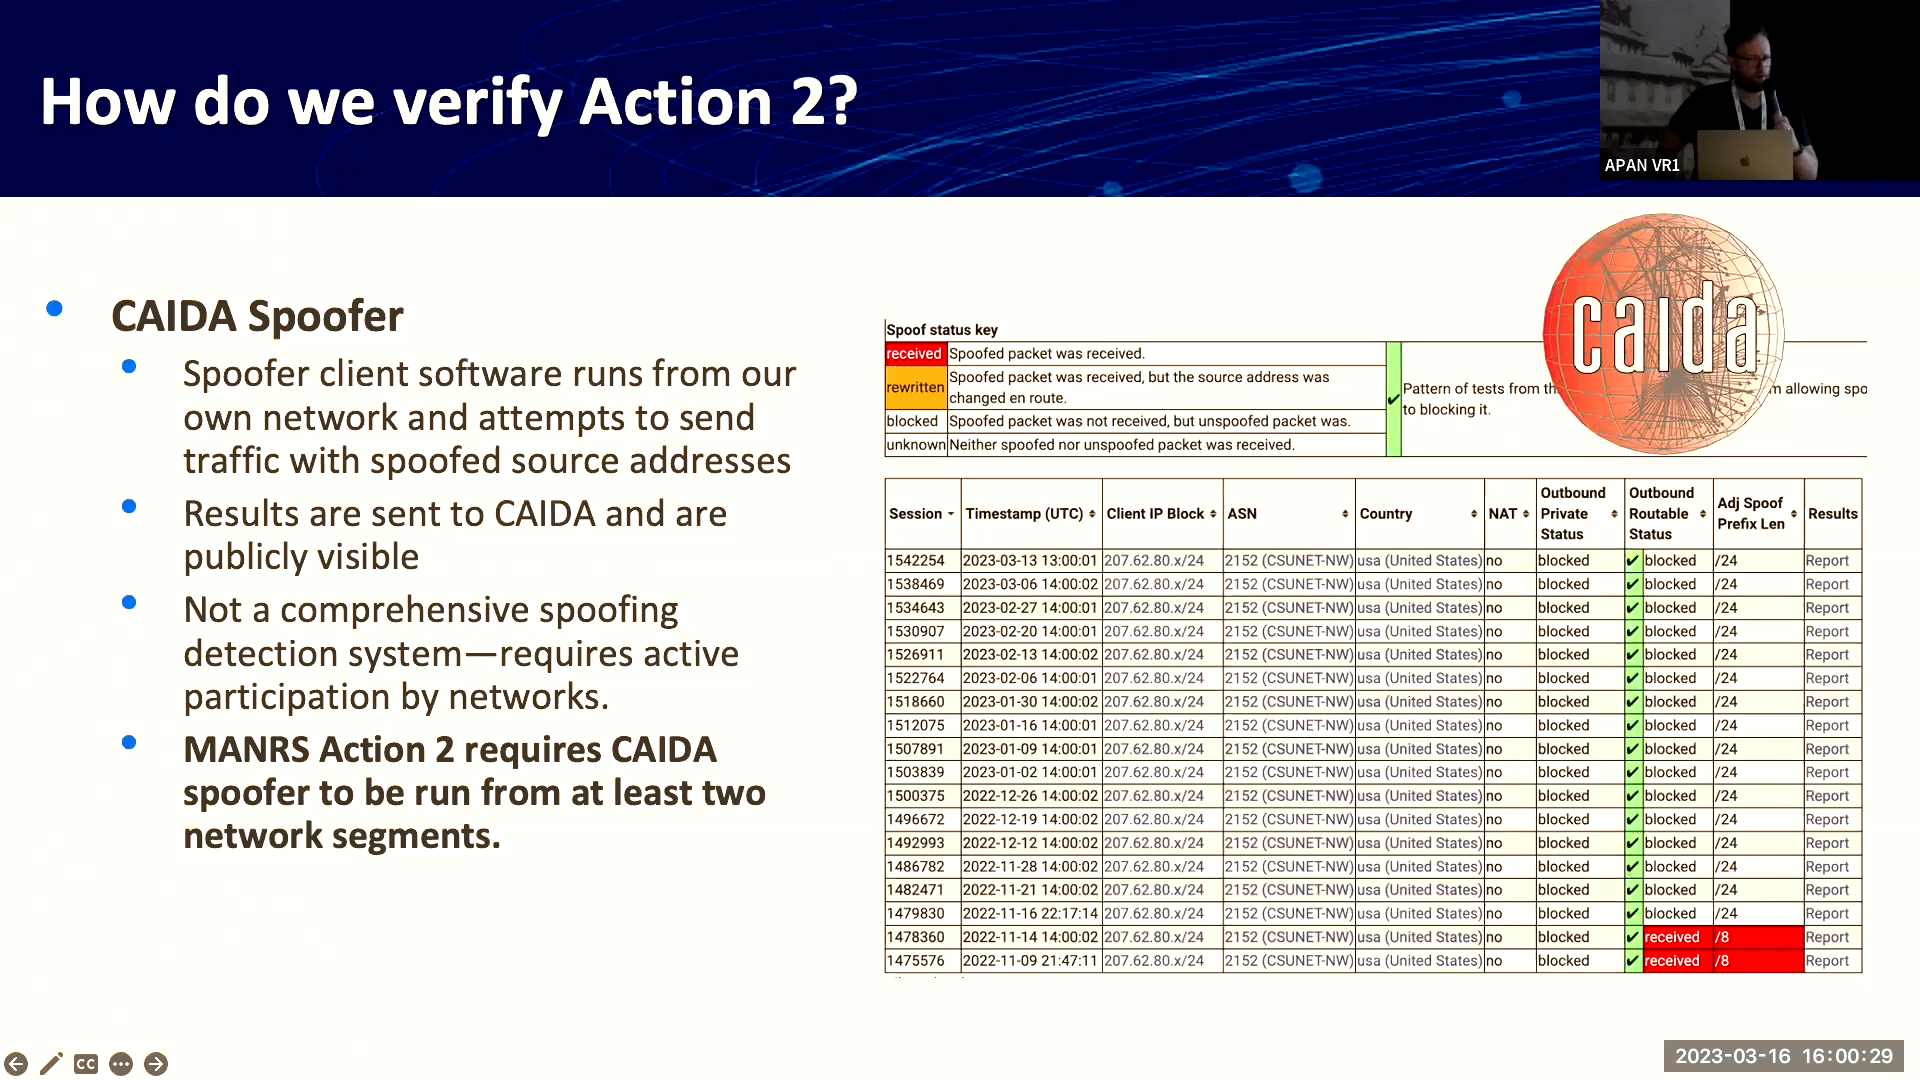 How do we verify Action 2?
APAN VR1
CAIDA Spoofer
Spoofer client software runs from our
own network and attempts to send
traffic with spoofed source addresses
Results are sent to CAIDA and are
publicly visible
Not a comprehensive spoofing
detection system—requires active
participation by networks.
MANRS Action 2 requires CAIDA
spoofer to be run from at least two
network segments.
caida
Spoof status key
received Spoofed packet was received.
rewritten Spoofed packet was received, but the source address was
changed en route.
blocked Spoofed packet was not received, but unspoofed packet was.
unknown Neither spoofed nor unspoofed packet was received.
✔ Pattern of tests from allowing
to blocking it.
Session Timestamp (UTC) Client IP Block ASN Country NAT Outbound Private Status Outbound Routable Status Adj Spoof Prefix Len Results
1542254 2023-03-13 13:00:01 207.62.80.x/24 2152 (CSUNET-NW) usa (United States) no blocked ✔ blocked /24 Report
1538469 2023-03-06 14:00:02 207.62.80.x/24 2152 (CSUNET-NW) usa (United States) no blocked ✔ blocked /24 Report
1534643 2023-02-27 14:00:01 207.62.80.x/24 2152 (CSUNET-NW) usa (United States) no blocked ✔ blocked /24 Report
1530907 2023-02-20 14:00:01 207.62.80.x/24 2152 (CSUNET-NW) usa (United States) no blocked ✔ blocked /24 Report
1526911 2023-02-13 14:00:02 207.62.80.x/24 2152 (CSUNET-NW) usa (United States) no blocked ✔ blocked /24 Report
1522764 2023-02-06 14:00:01 207.62.80.x/24 2152 (CSUNET-NW) usa (United States) no blocked ✔ blocked /24 Report
1518660 2023-01-30 14:00:02 207.62.80.x/24 2152 (CSUNET-NW) usa (United States) no blocked ✔ blocked /24 Report
1512075 2023-01-16 14:00:01 207.62.80.x/24 2152 (CSUNET-NW) usa (United States) no blocked ✔ blocked /24 Report
1507891 2023-01-09 14:00:01 207.62.80.x/24 2152 (CSUNET-NW) usa (United States) no blocked ✔ blocked /24 Report
1503839 2023-01-02 14:00:01 207.62.80.x/24 2152 (CSUNET-NW) usa (United States) no blocked ✔ blocked /24 Report
1500375 2022-12-26 14:00:02 207.62.80.x/24 2152 (CSUNET-NW) usa (United States) no blocked ✔ blocked /24 Report
1496672 2022-12-19 14:00:02 207.62.80.x/24 2152 (CSUNET-NW) usa (United States) no blocked ✔ blocked /24 Report
1492993 2022-12-12 14:00:02 207.62.80.x/24 2152 (CSUNET-NW) usa (United States) no blocked ✔ blocked /24 Report
1486782 2022-11-28 14:00:02 207.62.80.x/24 2152 (CSUNET-NW) usa (United States) no blocked ✔ blocked /24 Report
1482471 2022-11-21 14:00:02 207.62.80.x/24 2152 (CSUNET-NW) usa (United States) no blocked ✔ blocked /24 Report
1479830 2022-11-16 22:17:14 207.62.80.x/24 2152 (CSUNET-NW) usa (United States) no blocked ✔ blocked /24 Report
1478360 2022-11-14 14:00:02 207.62.80.x/24 2152 (CSUNET-NW) usa (United States) no blocked ✔ received /8 Report
1475576 2022-11-09 21:47:11 207.62.80.x/24 2152 (CSUNET-NW) usa (United States) no blocked ✔ received /8 Report
CC
2023-03-16 16:00:29